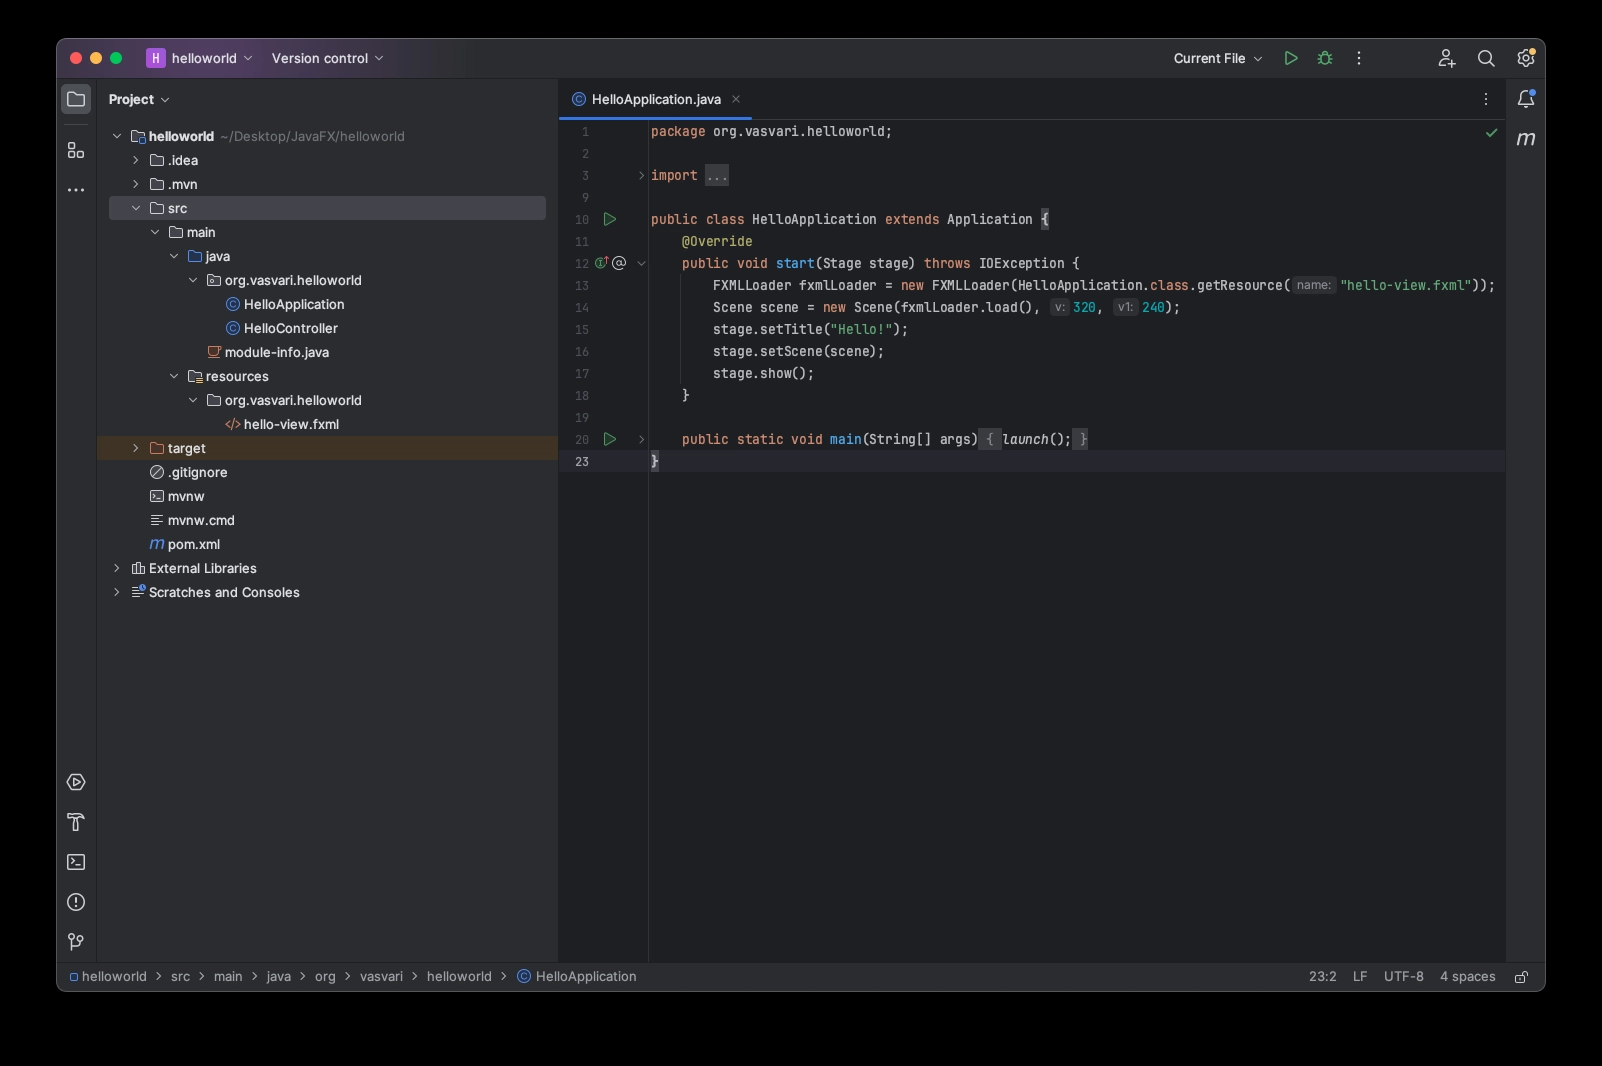 H helloworld Version control Current File
Project
helloworld ~/Desktop/JavaFX/helloworld
.idea
.mvn
src
main
java
org.vasvari.helloworld
HelloApplication
HelloController
module-info.java
resources
org.vasvari.helloworld
hello-view.fxml
target
.gitignore
mvnw
mvnw.cmd
pom.xml
External Libraries
Scratches and Consoles
HelloApplication.java
1 package org.vasvari.helloworld;
2
3 import ...
9
10 public class HelloApplication extends Application {
11 @Override
12 public void start(Stage stage) throws IOException {
13 FXMLLoader fxmlLoader = new FXMLLoader(HelloApplication.class.getResource( name: "hello-view.fxml"));
14 Scene scene = new Scene(fxmlLoader.load(), v: 320, v1: 240);
15 stage.setTitle("Hello!");
16 stage.setScene(scene);
17 stage.show();
18 }
19
20 public static void main(String[] args) { launch(); }
23 }
m
helloworld > src > main > java > org > vasvari > helloworld > HelloApplication
23:2 LF UTF-8 4 spaces